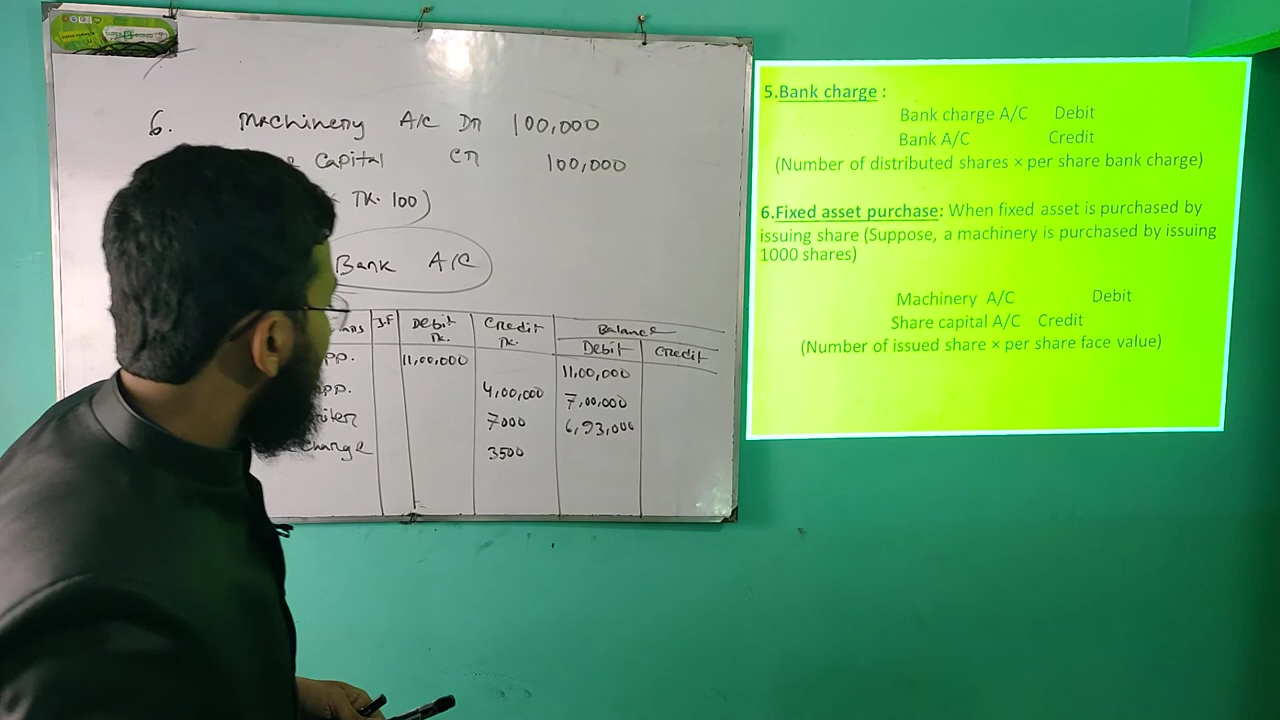 6. Machinery A/C Dr 100,000
Capital Cr 100,000
TK. 100)
Bank A/C
J.F Debit Tk. Credit Tk. Balance
Debit Credit
11,00,000 11,00,000
4,00,000 7,00,000
7000 6,93,000
charge 3500
5.Bank charge :
Bank charge A/C Debit
Bank A/C Credit
(Number of distributed shares × per share bank charge)
6.Fixed asset purchase: When fixed asset is purchased by
issuing share (Suppose, a machinery is purchased by issuing
1000 shares)
Machinery A/C Debit
Share capital A/C Credit
(Number of issued share × per share face value)